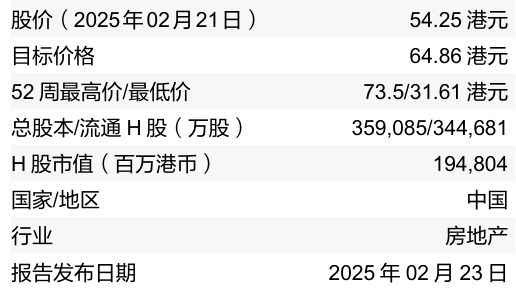 股价（2025年02月21日） 54.25 港元
目标价格 64.86 港元
52 周最高价/最低价 73.5/31.61 港元
总股本/流通 H 股（万股） 359,085/344,681
H 股市值（百万港币） 194,804
国家/地区 中国
行业 房地产
报告发布日期 2025 年 02 月 23 日